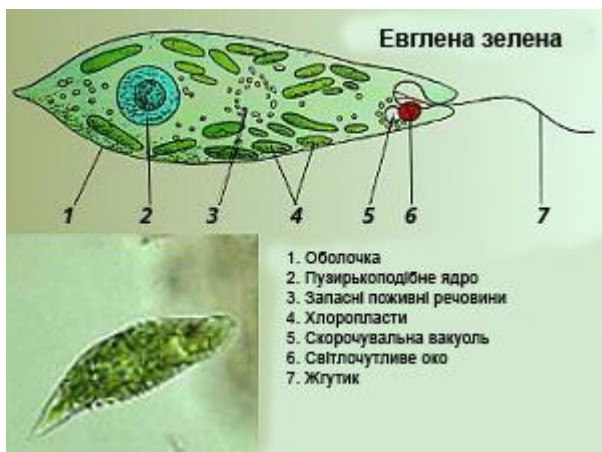 Евглена зелена
1 2 3 4 5 6 7
1. Оболочка
2. Пузирькоподібне ядро
3. Запасні поживні речовини
4. Хлоропласти
5. Скорочувальна вакуоль
6. Світлочутливе око
7. Жгутик